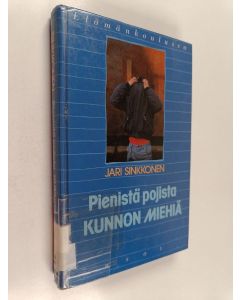 Elämänkoulussa
JARI SINKKONEN
Pienistä pojista
KUNNON MIEHIÄ